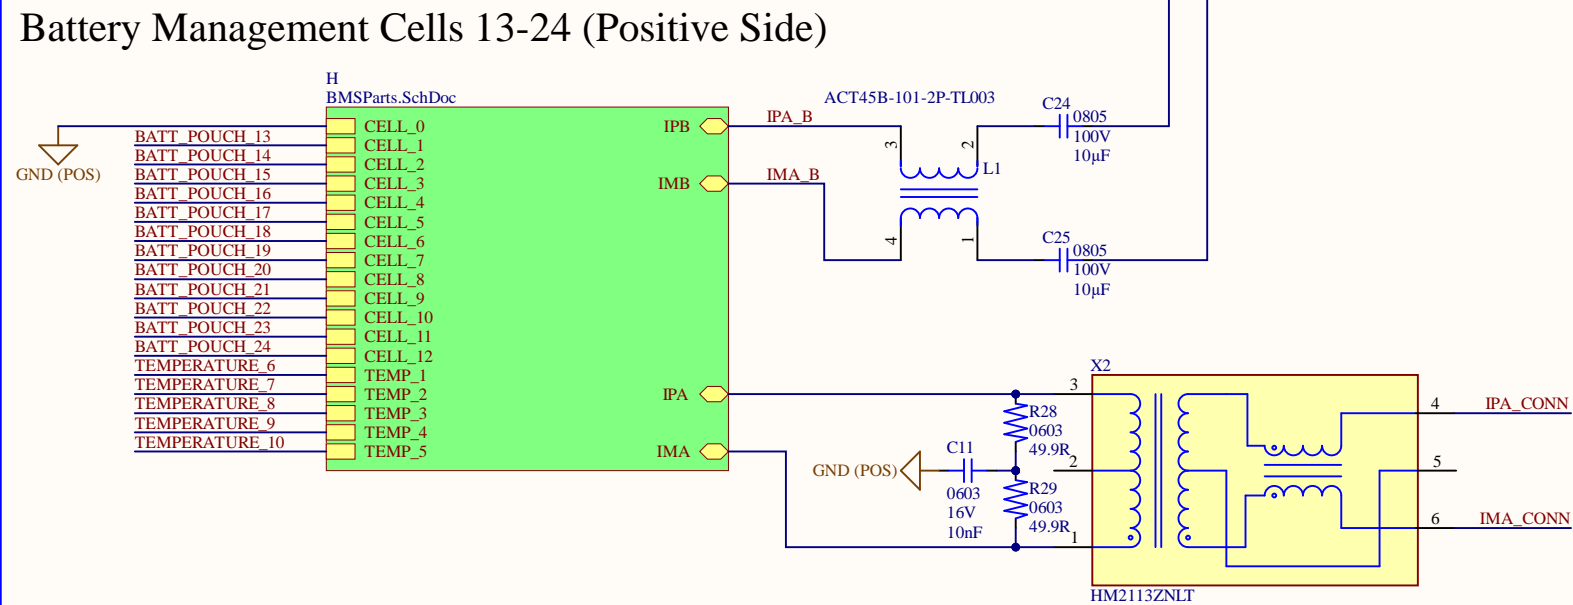 Battery Management Cells 13-24 (Positive Side)
H
BMSParts.SchDoc
GND (POS)
BATT_POUCH_13
BATT_POUCH_14
BATT_POUCH_15
BATT_POUCH_16
BATT_POUCH_17
BATT_POUCH_18
BATT_POUCH_19
BATT_POUCH_20
BATT_POUCH_21
BATT_POUCH_22
BATT_POUCH_23
BATT_POUCH_24
TEMPERATURE_6
TEMPERATURE_7
TEMPERATURE_8
TEMPERATURE_9
TEMPERATURE_10
CELL_0
CELL_1
CELL_2
CELL_3
CELL_4
CELL_5
CELL_6
CELL_7
CELL_8
CELL_9
CELL_10
CELL_11
CELL_12
TEMP_1
TEMP_2
TEMP_3
TEMP_4
TEMP_5
IPB
IMB
IPA
IMA
IPA_B
IMA_B
ACT45B-101-2P-TL003
3
2
L1
4
1
C24
0805
100V
10µF
C25
0805
100V
10µF
GND (POS)
C11
0603
16V
10nF
R28
0603
49.9R
R29
0603
49.9R
X2
3
2
1
4
5
6
HM2113ZNLT
IPA_CONN
IMA_CONN